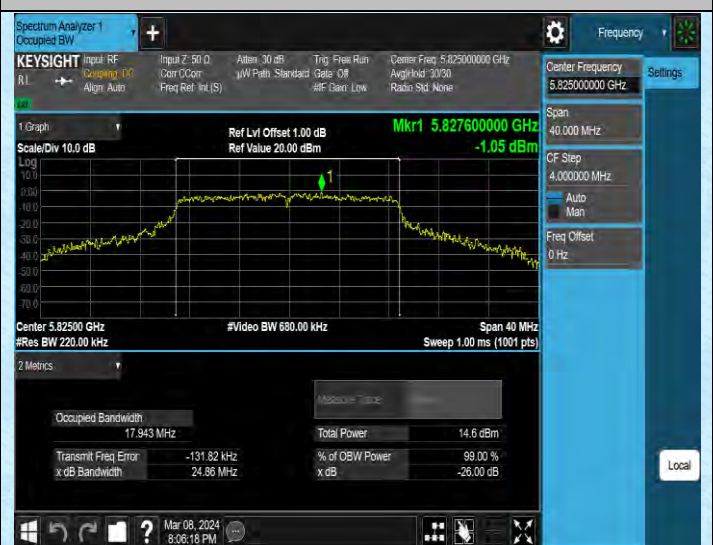 Spectrum Analyzer 1
Occupied BW
Frequency
KEYSIGHT
Input: RF
Coupling: DC
Align: Auto
Input Z: 50 Ω
Corr CCorr
Freq Ref: Int (S)
Atten: 30 dB
µW Path: Standard
Trig: Free Run
Gate: Off
#IF Gain: Low
Center Freq: 5.825000000 GHz
Avg|Hold: 30/30
Radio Std: None
RL
Center Frequency
5.825000000 GHz
Settings
Span
40.000 MHz
CF Step
4.000000 MHz
Auto
Man
Freq Offset
0 Hz
1 Graph
Scale/Div 10.0 dB
Ref Lvl Offset 1.00 dB
Ref Value 20.00 dBm
Mkr1 5.827600000 GHz
-1.05 dBm
Log
10.0
0.00
-10.0
-20.0
-30.0
-40.0
-50.0
-60.0
-70.0
1
Center 5.82500 GHz
#Res BW 220.00 kHz
#Video BW 680.00 kHz
Span 40 MHz
Sweep 1.00 ms (1001 pts)
2 Metrics
Measure Trace
Occupied Bandwidth
17.943 MHz
Total Power
14.6 dBm
Transmit Freq Error
-131.82 kHz
% of OBW Power
99.00 %
x dB Bandwidth
24.86 MHz
x dB
-26.00 dB
Local
Mar 08, 2024
8:06:18 PM